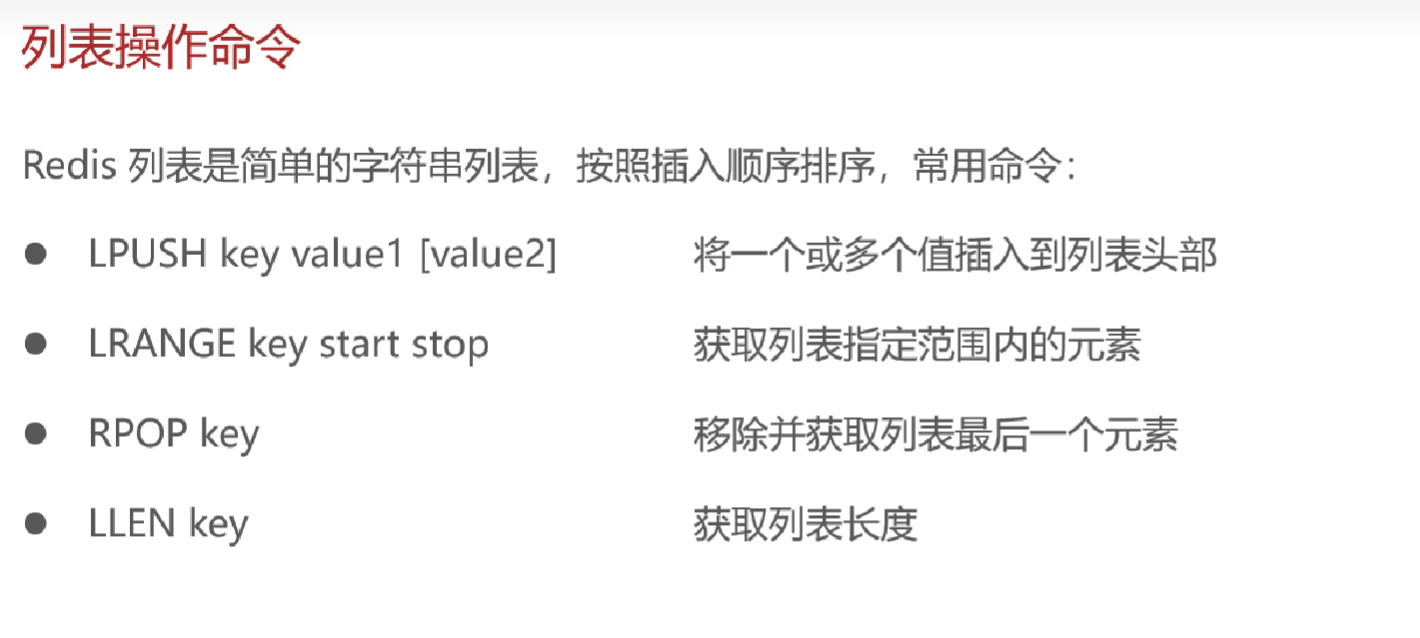 列表操作命令
Redis 列表是简单的字符串列表，按照插入顺序排序，常用命令：
● LPUSH key value1 [value2] 将一个或多个值插入到列表头部
● LRANGE key start stop 获取列表指定范围内的元素
● RPOP key 移除并获取列表最后一个元素
● LLEN key 获取列表长度